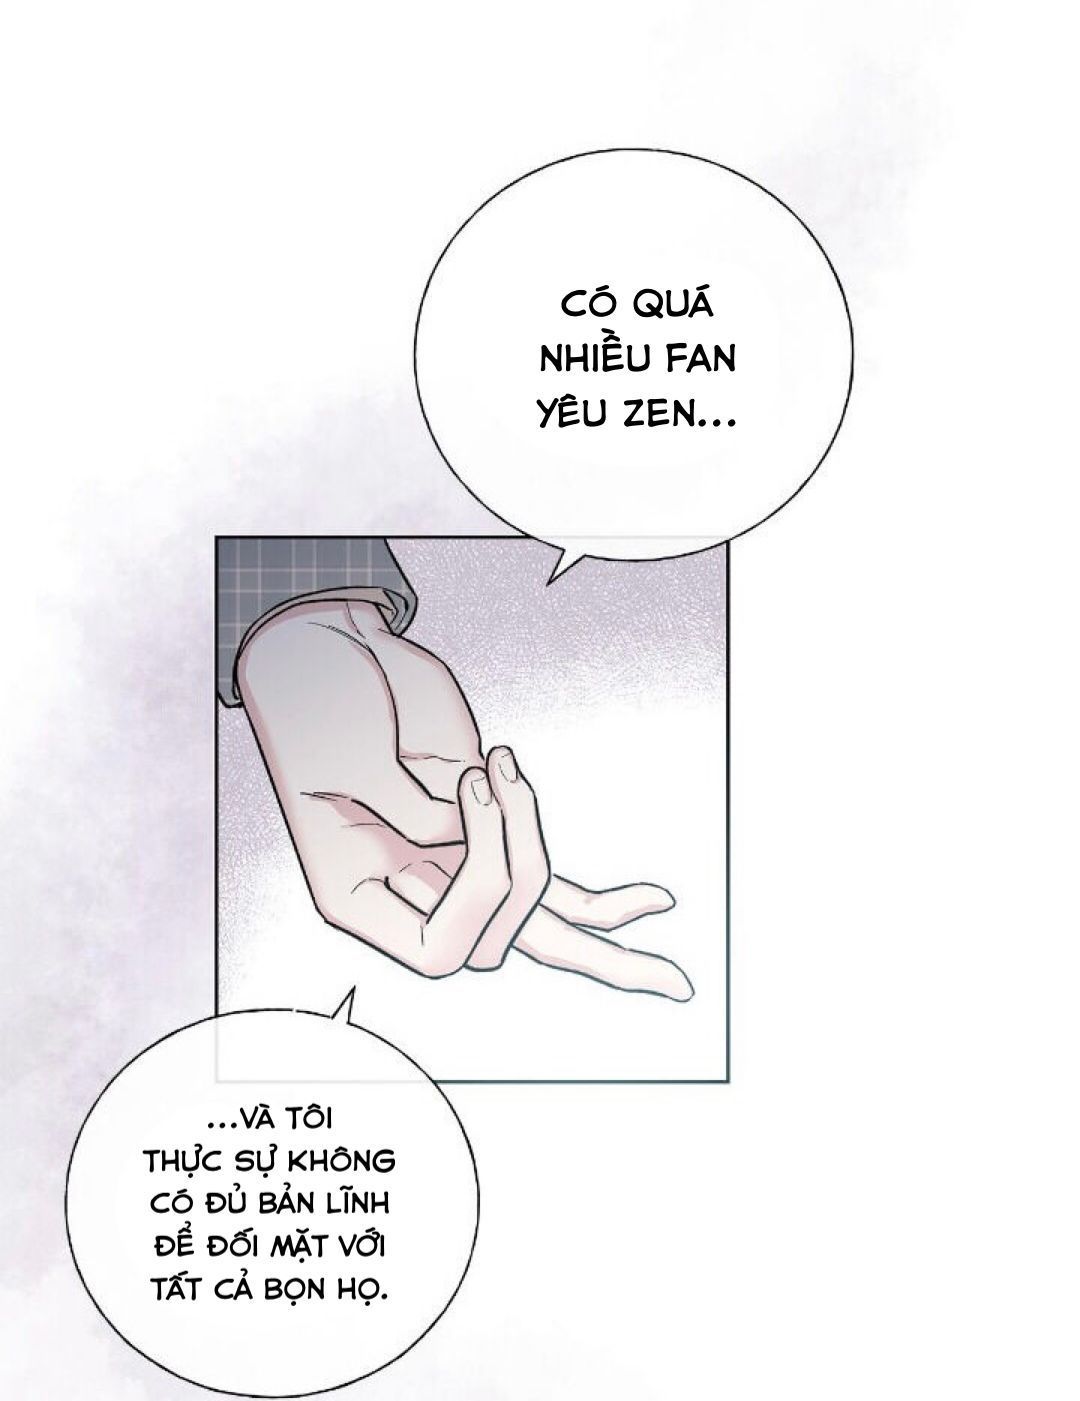 CÓ QUÁ
NHIỀU FAN
YÊU ZEN...
...VÀ TÔI
THỰC SỰ KHÔNG
CÓ ĐỦ BẢN LĨNH
ĐỂ ĐỐI MẶT VỚI
TẤT CẢ BỌN HỌ.